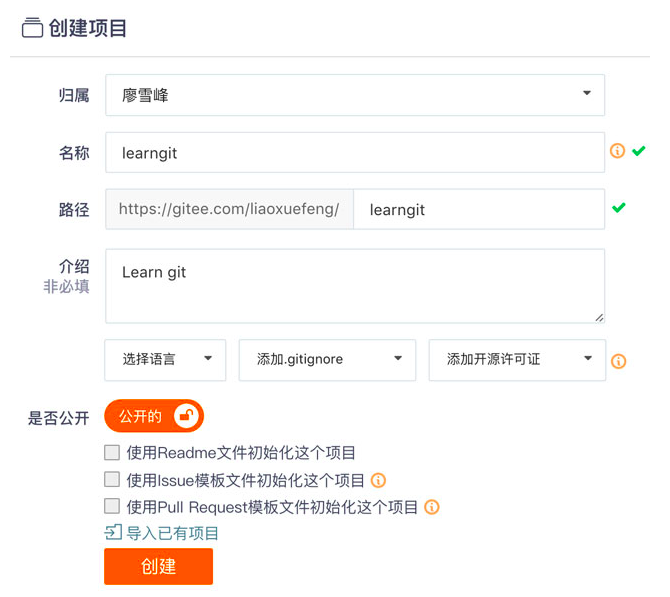 创建项目
归属 廖雪峰
名称 learngit
路径 https://gitee.com/liaoxuefeng/ learngit
介绍 Learn git
非必填
选择语言 添加.gitignore 添加开源许可证
是否公开 公开的
使用Readme文件初始化这个项目
使用Issue模板文件初始化这个项目
使用Pull Request模板文件初始化这个项目
导入已有项目
创建